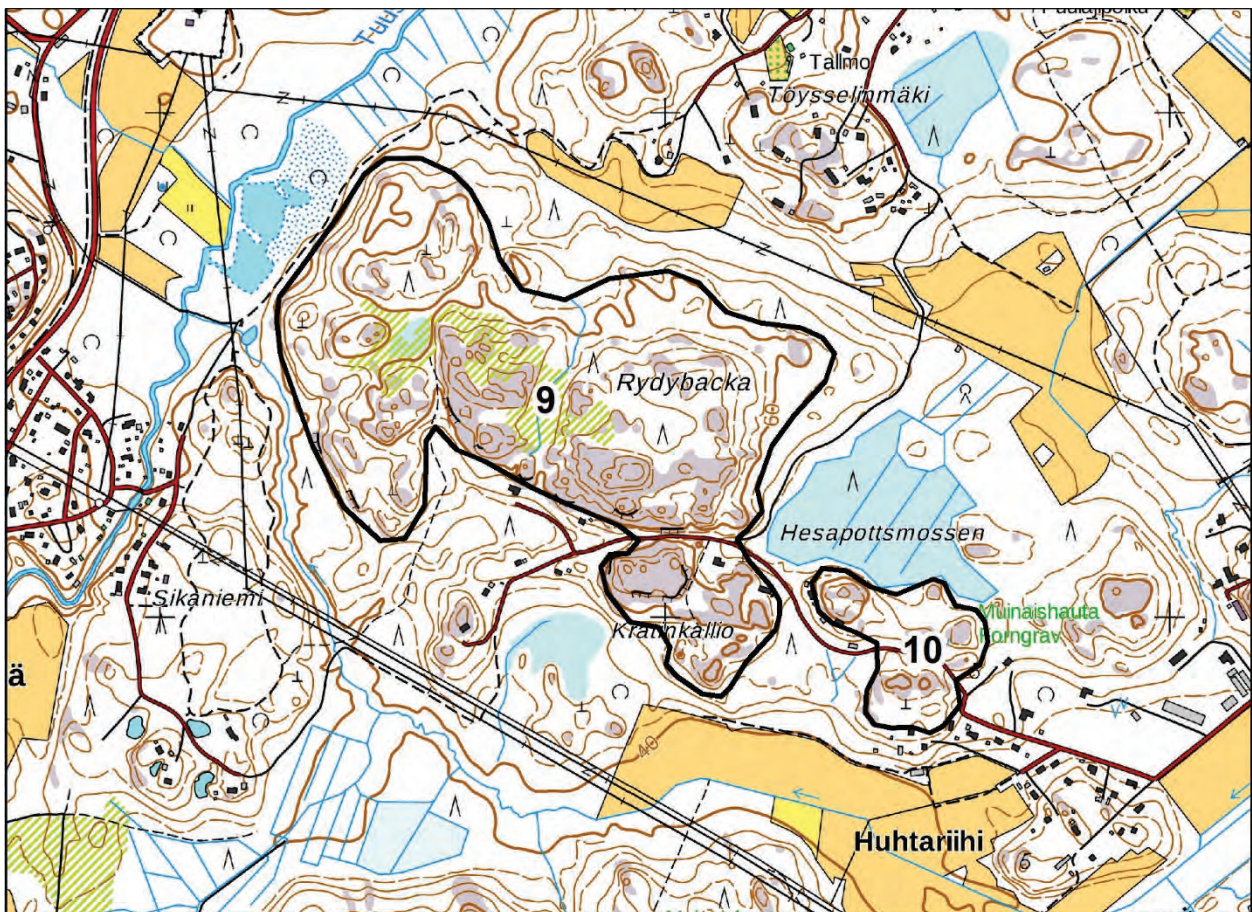 Tallmo
Töysselinmäki
Rydybacka
9
60
Hesapottsmossen
Sikaniemi
Kratinkallio
Muinaishauta
Forngrav
10
ä
40
Huhtariihi